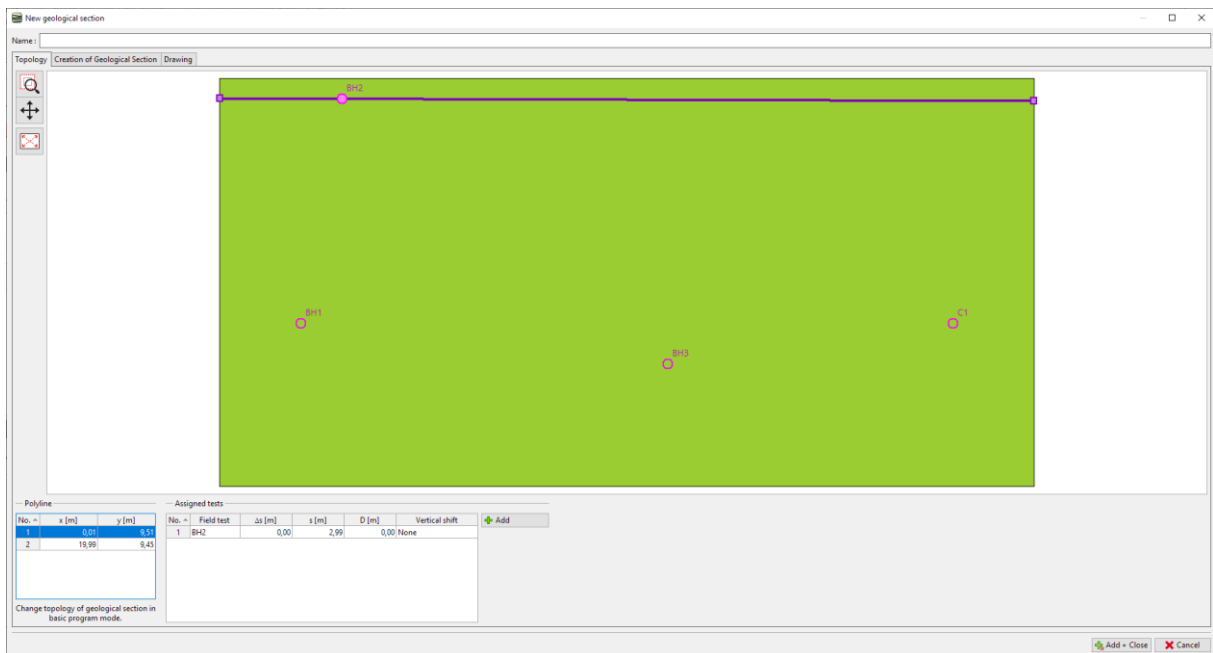 New geological section
Name :
Topology Creation of Geological Section Drawing
BH2
BH1
C1
BH3
Polyline
No. x [m] y [m]
1 0,01 9,51
2 19,99 9,45
Change topology of geological section in
basic program mode.
Assigned tests
No. Field test Δs [m] s [m] D [m] Vertical shift
1 BH2 0,00 2,99 0,00 None
Add
Add + Close Cancel